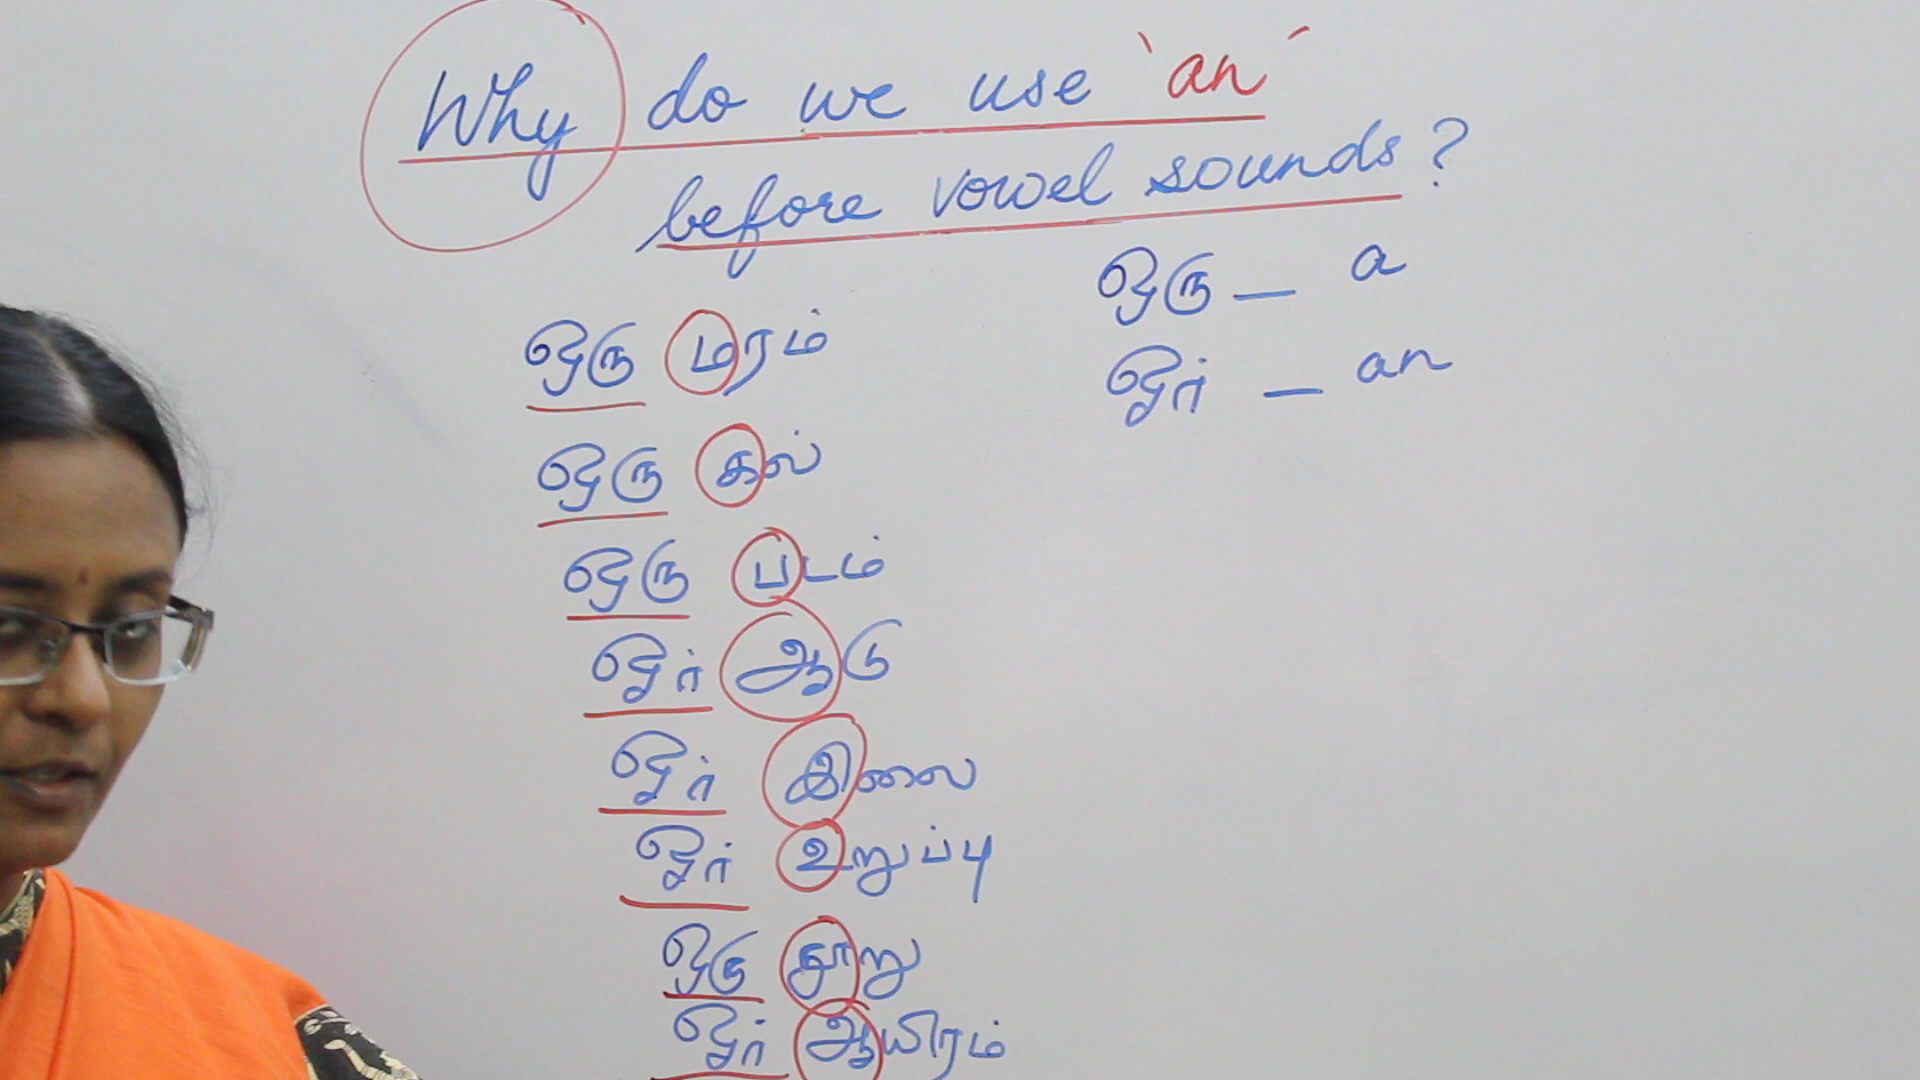 Why do we use 'an'
before vowel sounds?
ஒரு — a
ஓர் — an
ஒரு மரம்
ஒரு கல்
ஒரு படம்
ஓர் ஆடு
ஓர் இலை
ஓர் உறுப்பு
ஒரு நூறு
ஓர் ஆயிரம்